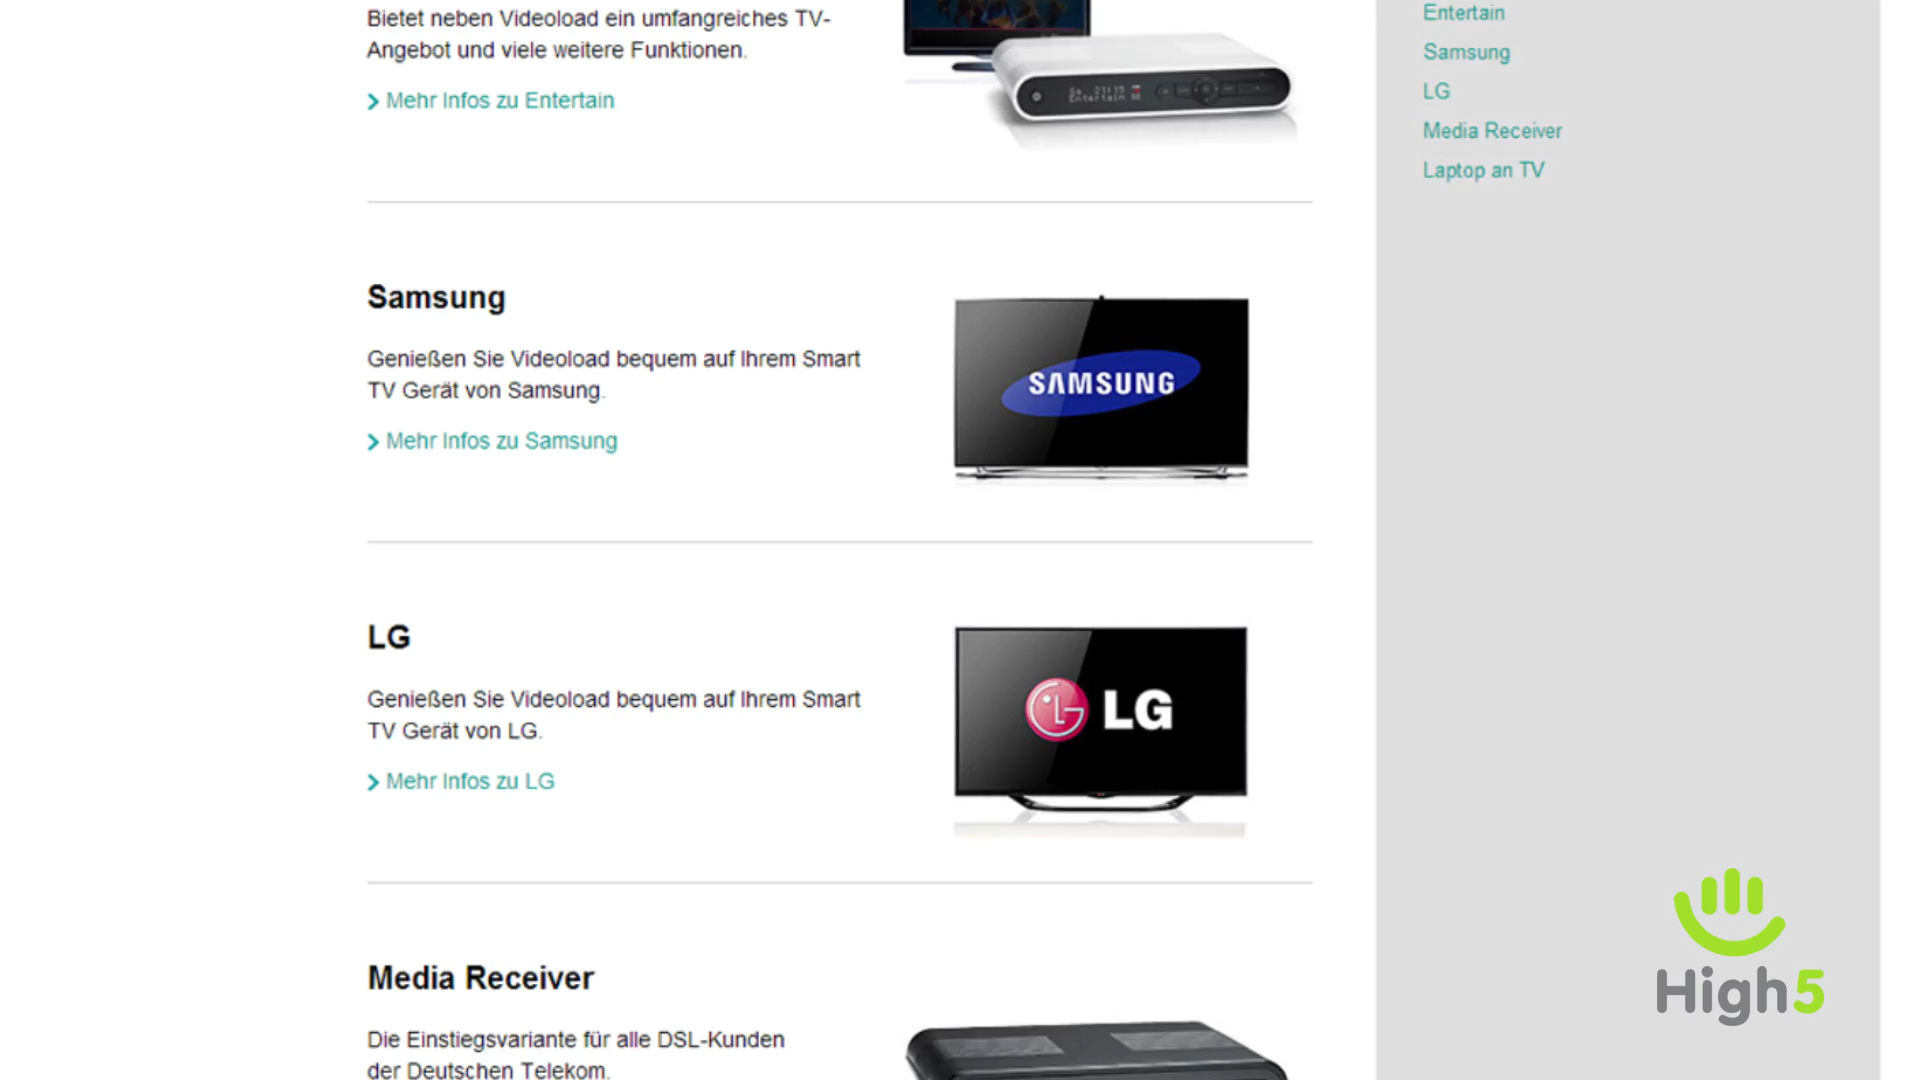 Bietet neben Videoload ein umfangreiches TV-
Angebot und viele weitere Funktionen.
Mehr Infos zu Entertain
Entertain
Samsung
LG
Media Receiver
Laptop an TV
Samsung
Genießen Sie Videoload bequem auf Ihrem Smart
TV Gerät von Samsung.
Mehr Infos zu Samsung
SAMSUNG
LG
Genießen Sie Videoload bequem auf Ihrem Smart
TV Gerät von LG.
Mehr Infos zu LG
LG
Media Receiver
Die Einstiegsvariante für alle DSL-Kunden
der Deutschen Telekom.
High5